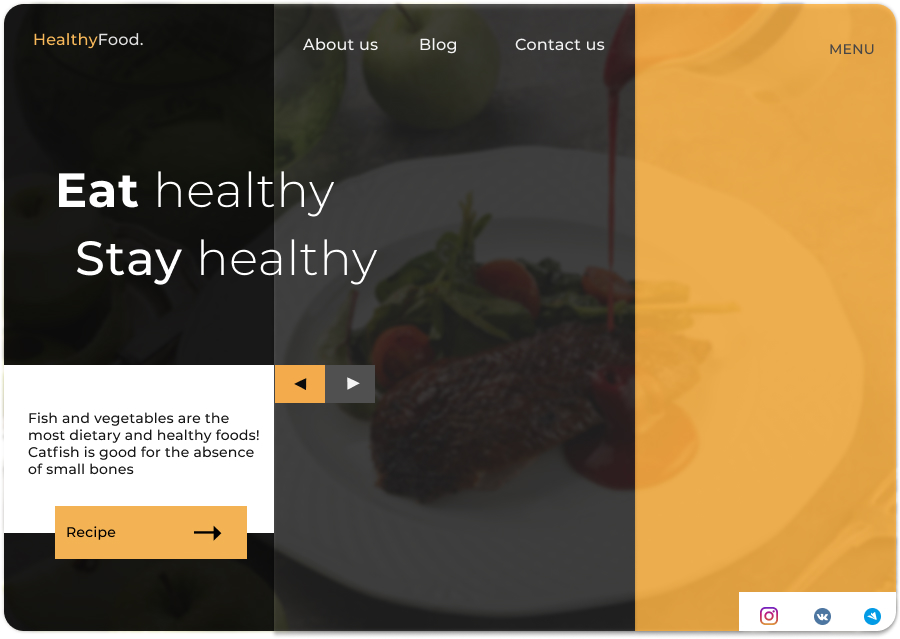 HealthyFood.
About us
Blog
Contact us
MENU
Eat healthy
Stay healthy
Fish and vegetables are the
most dietary and healthy foods!
Catfish is good for the absence
of small bones
Recipe